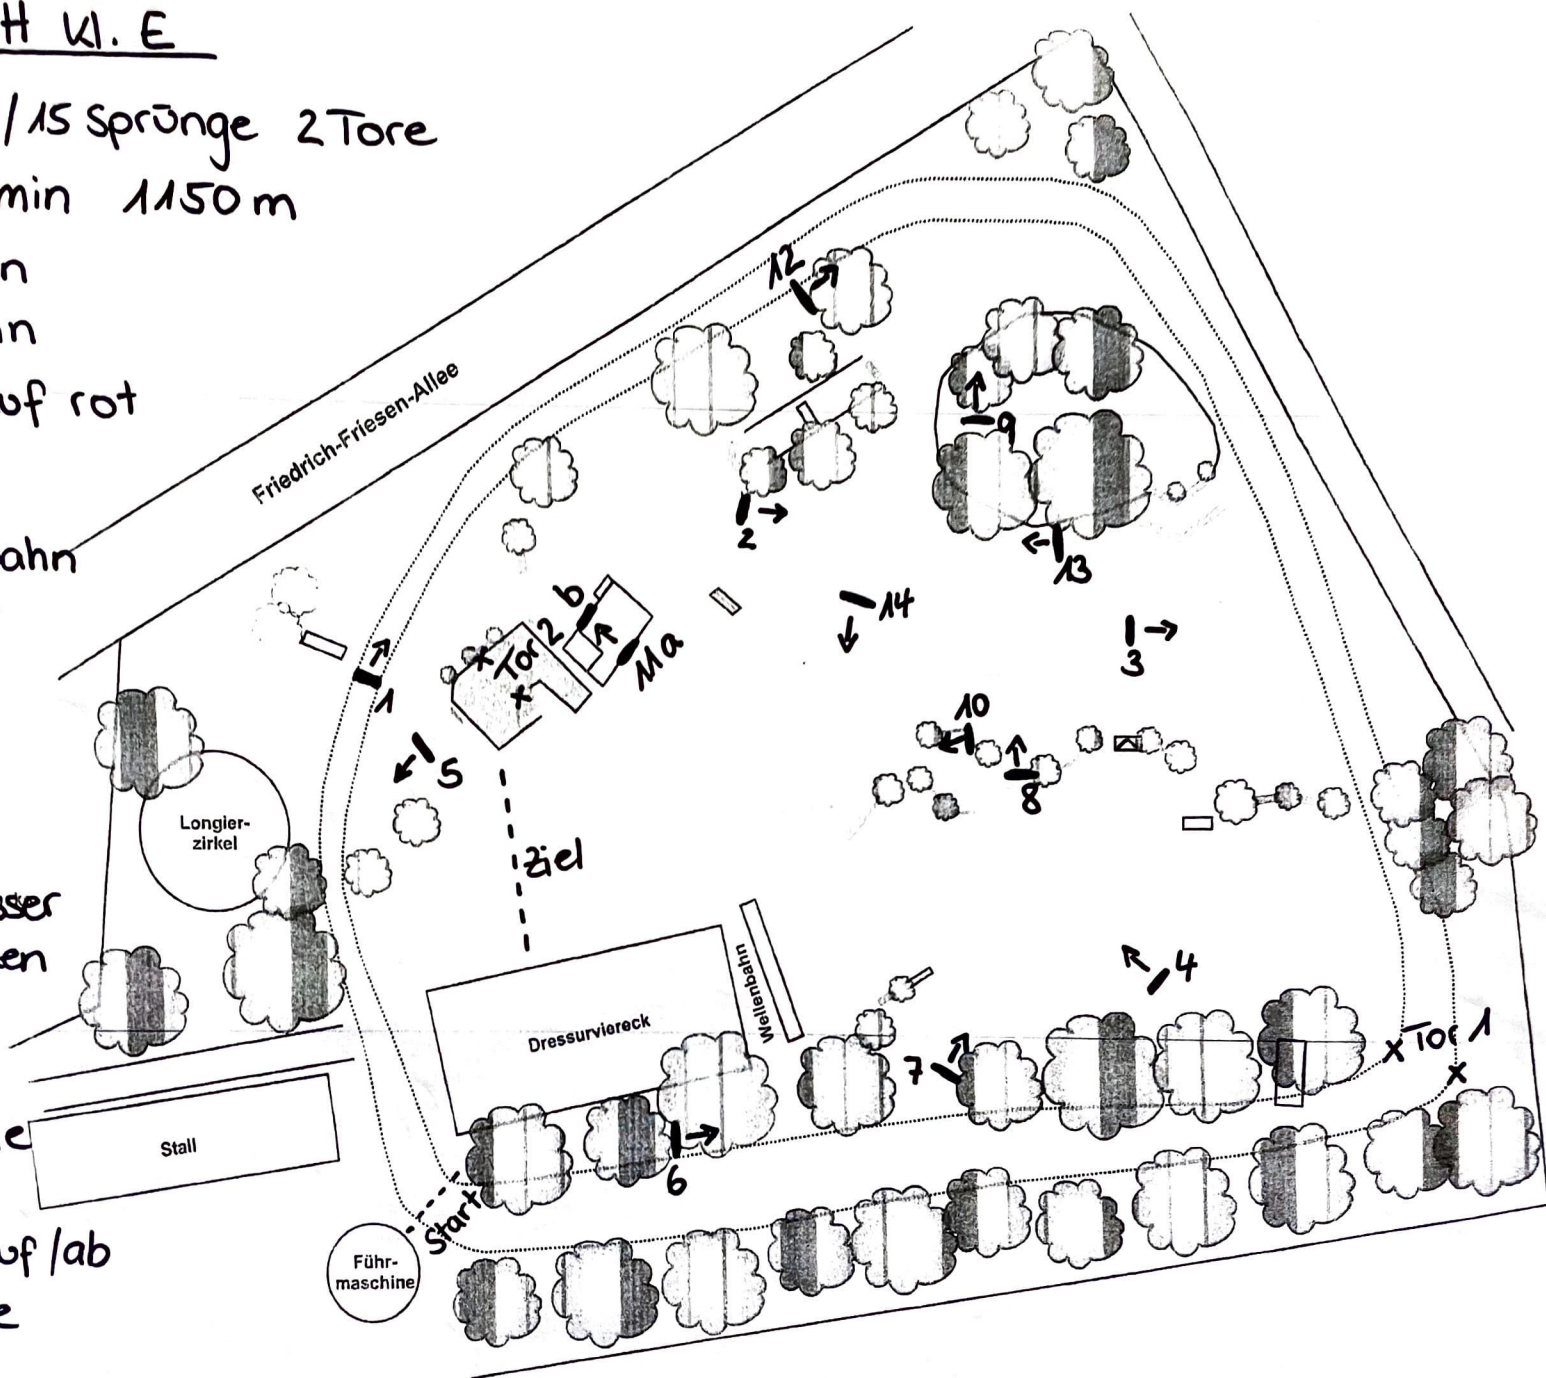 H Kl. E
/15 Sprünge 2 Tore
min 1150 m
n
n
uf rot
ahn
sser
en
e
uf/ab
e
Friedrich-Friesen-Allee
12
9
2
13
b
14
Tor 2
11a
3
1
10
5
8
Longier-
zirkel
Ziel
4
Wellenbahn
Dressurviereck
7
Tor 1
Stall
6
Start
Führ-
maschine